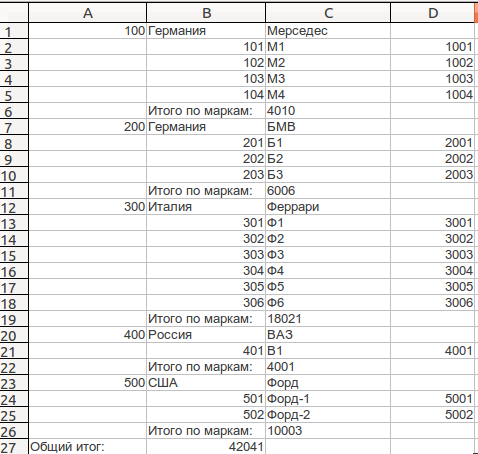 A B C D
1 100 Германия Мерседес
2 101 М1 1001
3 102 М2 1002
4 103 М3 1003
5 104 М4 1004
6 Итого по маркам: 4010
7 200 Германия БМВ
8 201 Б1 2001
9 202 Б2 2002
10 203 Б3 2003
11 Итого по маркам: 6006
12 300 Италия Феррари
13 301 Ф1 3001
14 302 Ф2 3002
15 303 Ф3 3003
16 304 Ф4 3004
17 305 Ф5 3005
18 306 Ф6 3006
19 Итого по маркам: 18021
20 400 Россия ВАЗ
21 401 В1 4001
22 Итого по маркам: 4001
23 500 США Форд
24 501 Форд-1 5001
25 502 Форд-2 5002
26 Итого по маркам: 10003
27 Общий итог: 42041